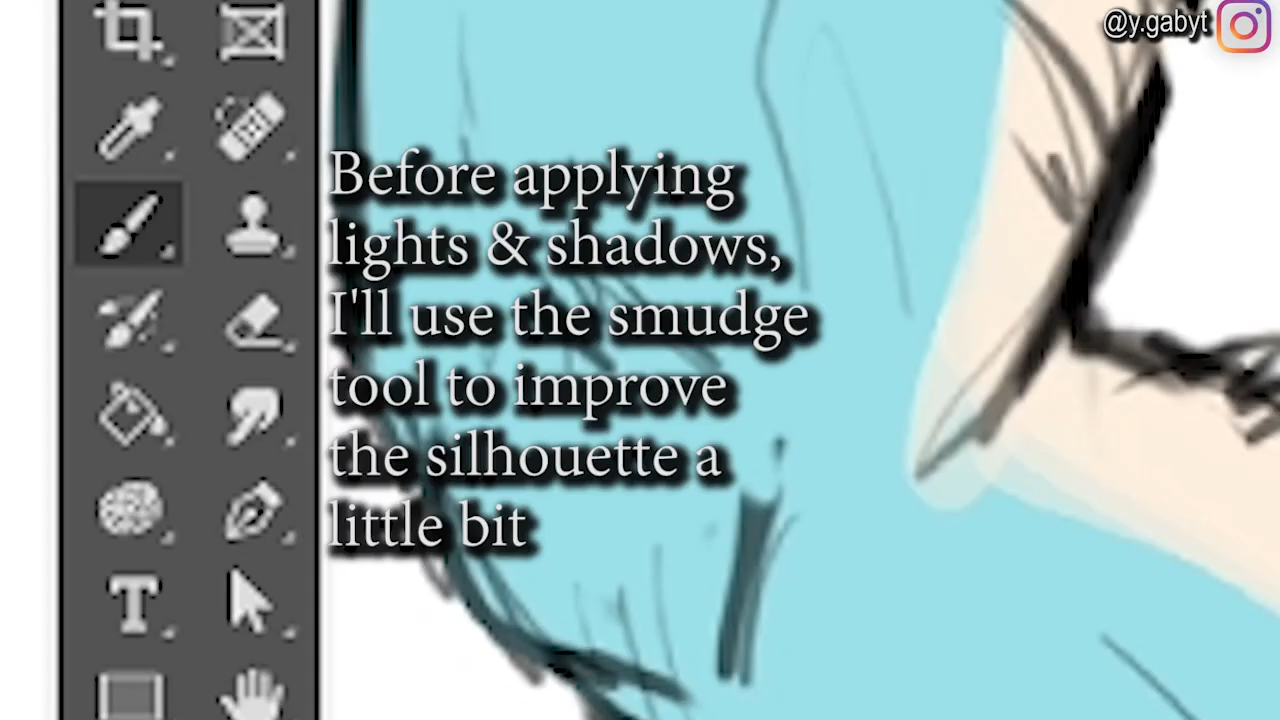 @y.gabyt
Before applying
lights & shadows,
I'll use the smudge
tool to improve
the silhouette a
little bit